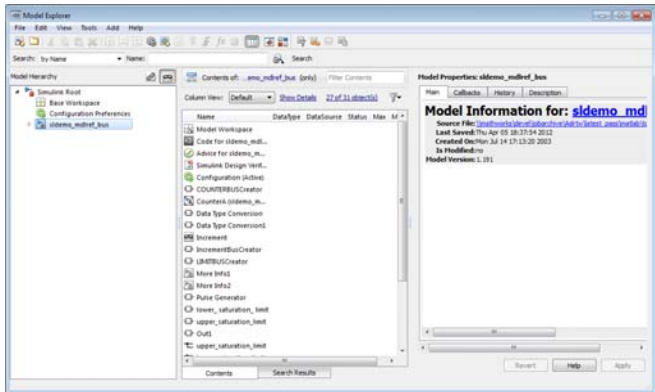 Model Explorer
File Edit View Tools Add Help
Search: by Name Name: Search
Model Hierarchy
Simulink Root
Base Workspace
Configuration Preferences
sldemo_mdlref_bus
Contents of: ...emo_mdlref_bus (only) Filter Contents
Column View: Default Show Details 27 of 31 object(s)
Name DataType DataSource Status Max M
Model Workspace
Code for sldemo_mdl...
Advice for sldemo_m...
Simulink Design Verif...
Configuration (Active)
COUNTERBUSCreator
CounterA (sldemo_m...
Data Type Conversion
Data Type Conversion1
Increment
IncrementBusCreator
LIMITBUSCreator
More Info1
More Info2
Pulse Generator
lower_saturation_limit
upper_saturation_limit
Out1
upper_saturation_limit
Contents Search Results
Model Properties: sldemo_mdlref_bus
Main Callbacks History Description
Model Information for: sldemo_mdl
Source File:
Last Saved: Thu Apr 05 18:37:54 2012
Created On: Mon Jul 14 17:13:20 2003
Is Modified: no
Model Version: 1.191
Revert Help Apply